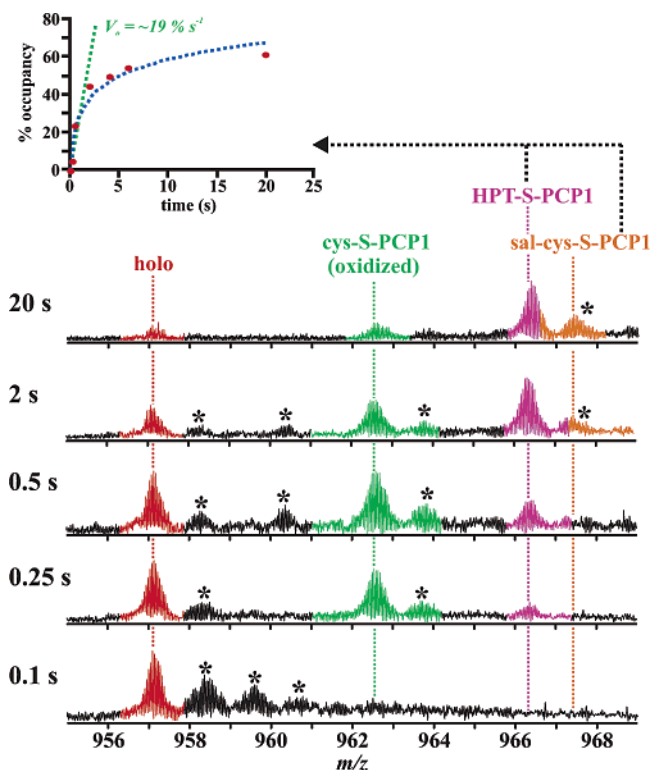 80
60
40
20
0
% occupancy
Vₒ = ~19 % s⁻¹
0 5 10 15 20 25
time (s)
HPT-S-PCP1
sal-cys-S-PCP1
cys-S-PCP1
(oxidized)
holo
20 s
*
2 s
* * * *
0.5 s
* * *
0.25 s
* *
0.1 s
* * *
956 958 960 962 964 966 968
m/z